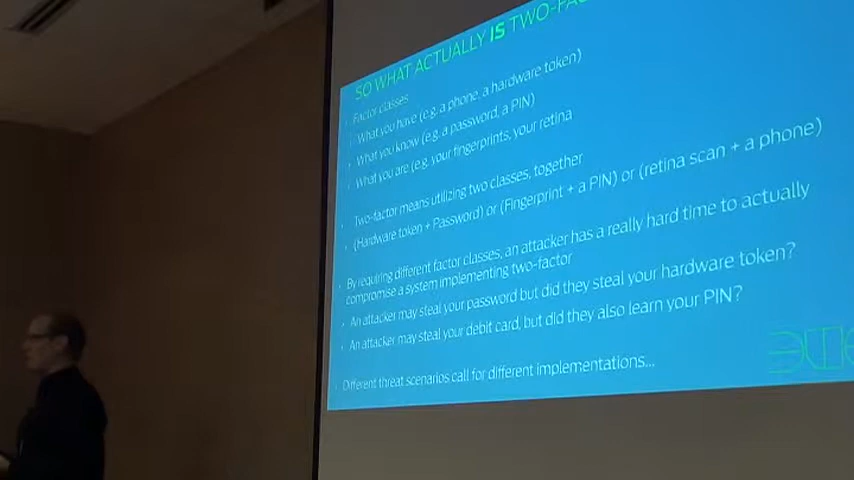 SO WHAT ACTUALLY IS TWO-FA
Factor classes
What you have (e.g. a phone, a hardware token)
What you know (e.g. a password, a PIN)
What you are (e.g. your fingerprints, your retina
Two-factor means utilizing two classes, together
(Hardware token + Password) or (Fingerprint + a PIN) or (retina scan + a phone)
By requiring different factor classes, an attacker has a really hard time to actually
compromise a system implementing two-factor
An attacker may steal your password but did they steal your hardware token?
An attacker may steal your debit card, but did they also learn your PIN?
Different threat scenarios call for different implementations...